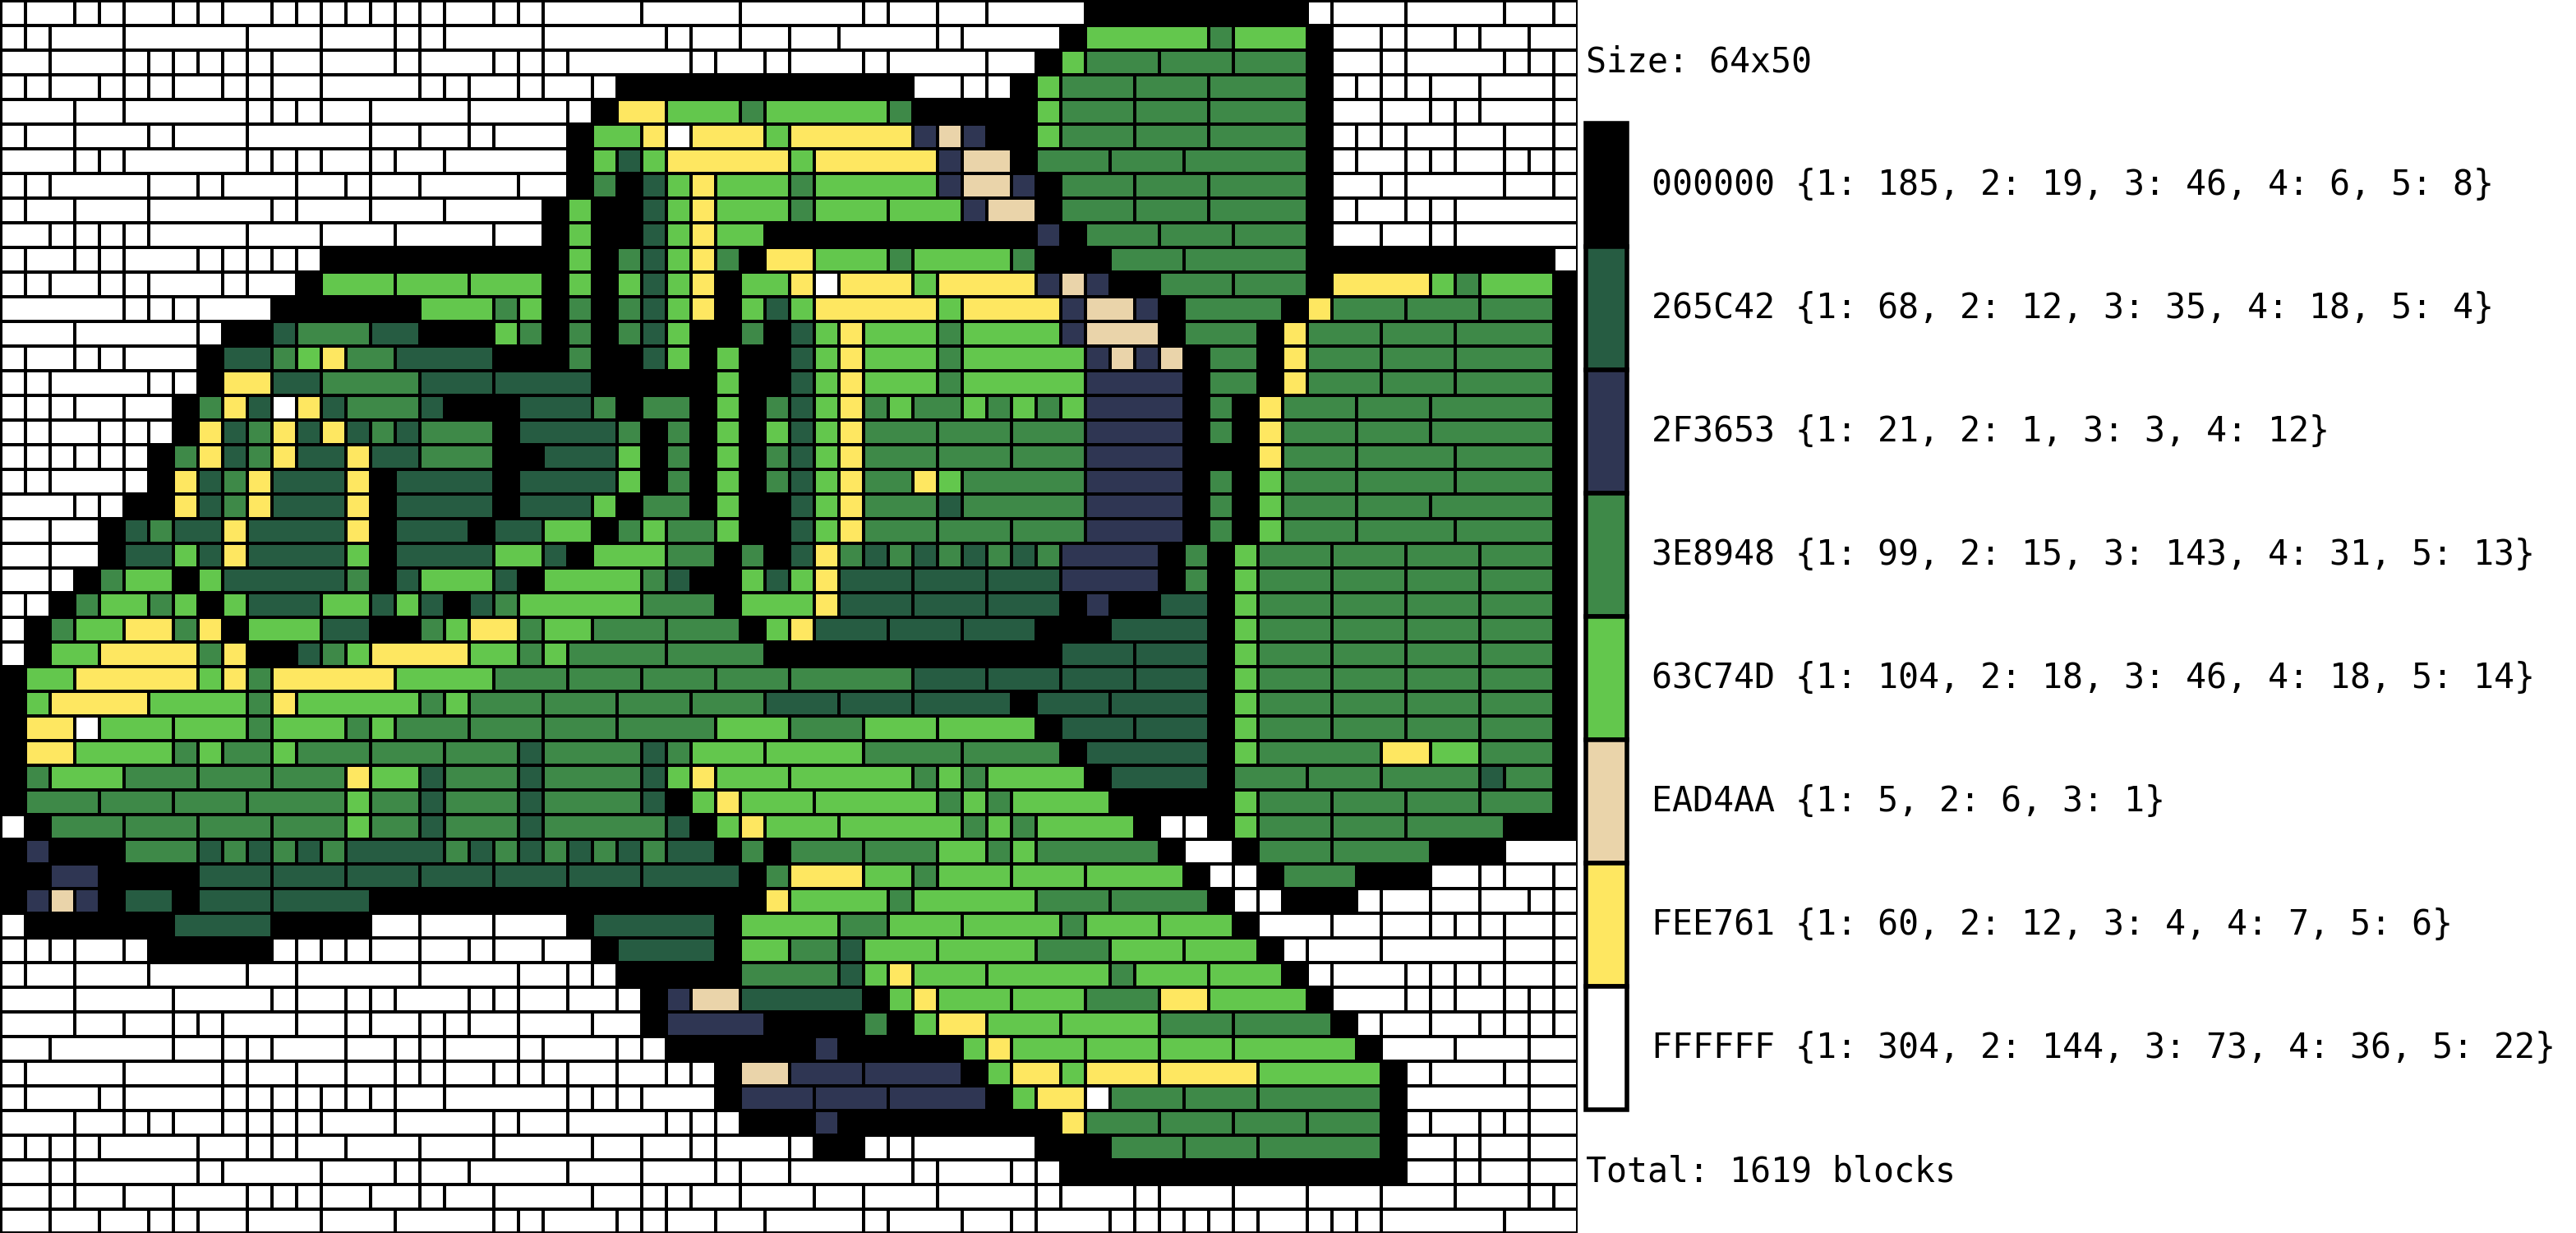 Size: 64x50
000000 {1: 185, 2: 19, 3: 46, 4: 6, 5: 8}
265C42 {1: 68, 2: 12, 3: 35, 4: 18, 5: 4}
2F3653 {1: 21, 2: 1, 3: 3, 4: 12}
3E8948 {1: 99, 2: 15, 3: 143, 4: 31, 5: 13}
63C74D {1: 104, 2: 18, 3: 46, 4: 18, 5: 14}
EAD4AA {1: 5, 2: 6, 3: 1}
FEE761 {1: 60, 2: 12, 3: 4, 4: 7, 5: 6}
FFFFFF {1: 304, 2: 144, 3: 73, 4: 36, 5: 22}
Total: 1619 blocks